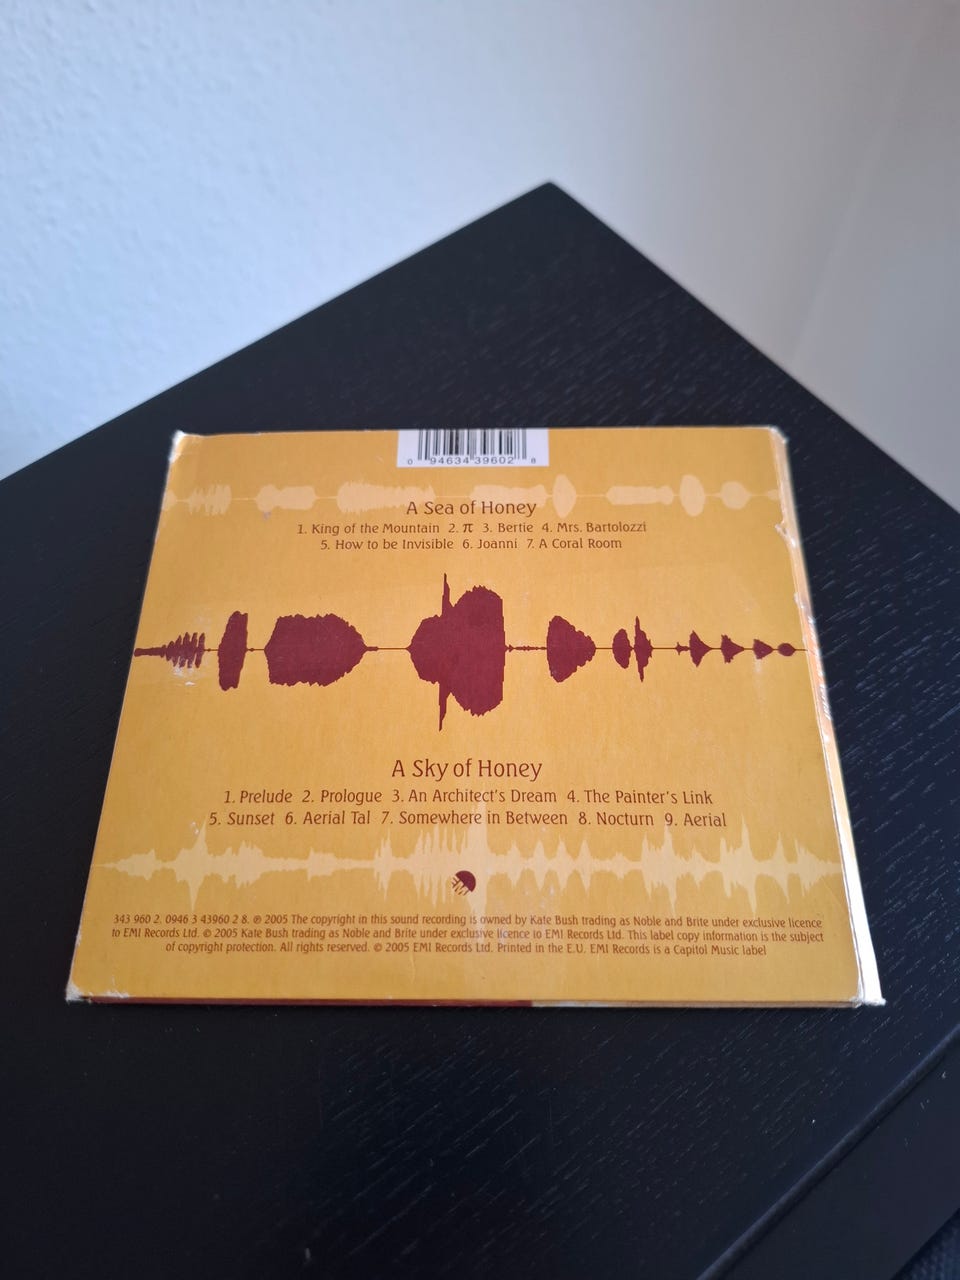 0 94634 39602 8
A Sea of Honey
1. King of the Mountain 2. π 3. Bertie 4. Mrs. Bartolozzi
5. How to be Invisible 6. Joanni 7. A Coral Room
A Sky of Honey
1. Prelude 2. Prologue 3. An Architect's Dream 4. The Painter's Link
5. Sunset 6. Aerial Tal 7. Somewhere in Between 8. Nocturn 9. Aerial
EMI
343 960 2. 0946 3 43960 2 8. ℗ 2005 The copyright in this sound recording is owned by Kate Bush trading as Noble and Brite under exclusive licence
to EMI Records Ltd. © 2005 Kate Bush trading as Noble and Brite under exclusive licence to EMI Records Ltd. This label copy information is the subject
of copyright protection. All rights reserved. © 2005 EMI Records Ltd. Printed in the E.U. EMI Records is a Capitol Music label